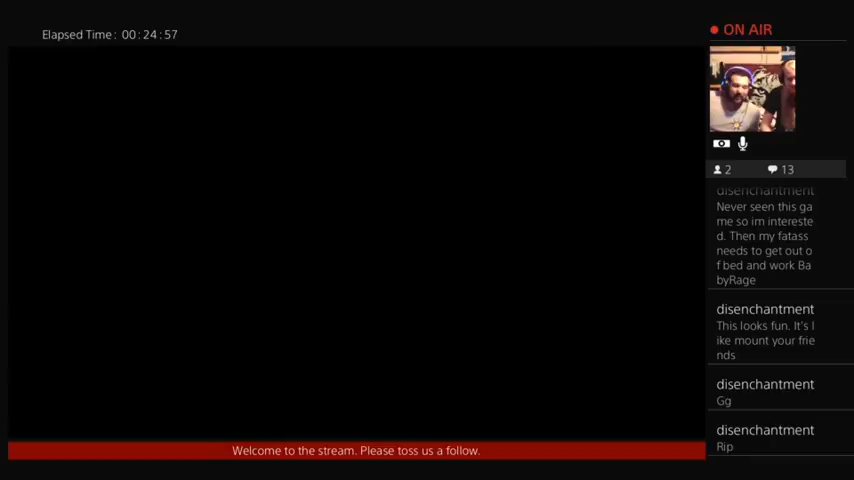 Elapsed Time: 00:24:57
ON AIR
2
13
disenchantment
Never seen this ga
me so im intereste
d. Then my fatass
needs to get out o
f bed and work Ba
byRage
disenchantment
This looks fun. It's l
ike mount your frie
nds
disenchantment
Gg
disenchantment
Rip
Welcome to the stream. Please toss us a follow.